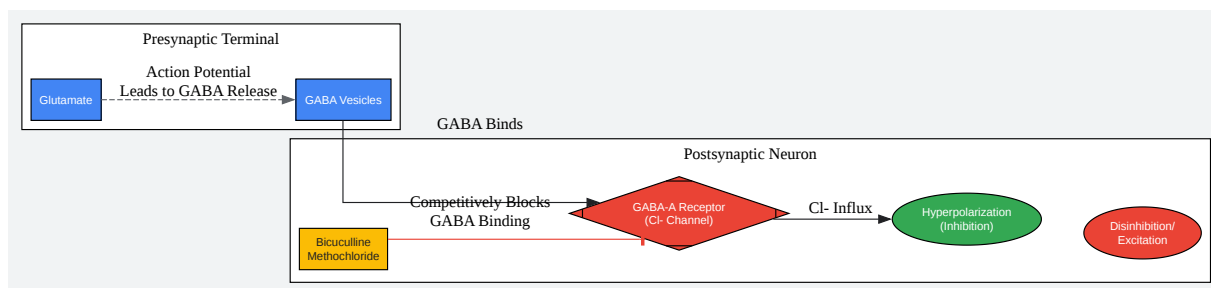 Presynaptic Terminal
Action Potential
Leads to GABA Release
Glutamate
GABA Vesicles
GABA Binds
Postsynaptic Neuron
Competitively Blocks
GABA Binding
GABA-A Receptor
(Cl- Channel)
Cl- Influx
Hyperpolarization
(Inhibition)
Disinhibition/
Excitation
Bicuculline
Methochloride